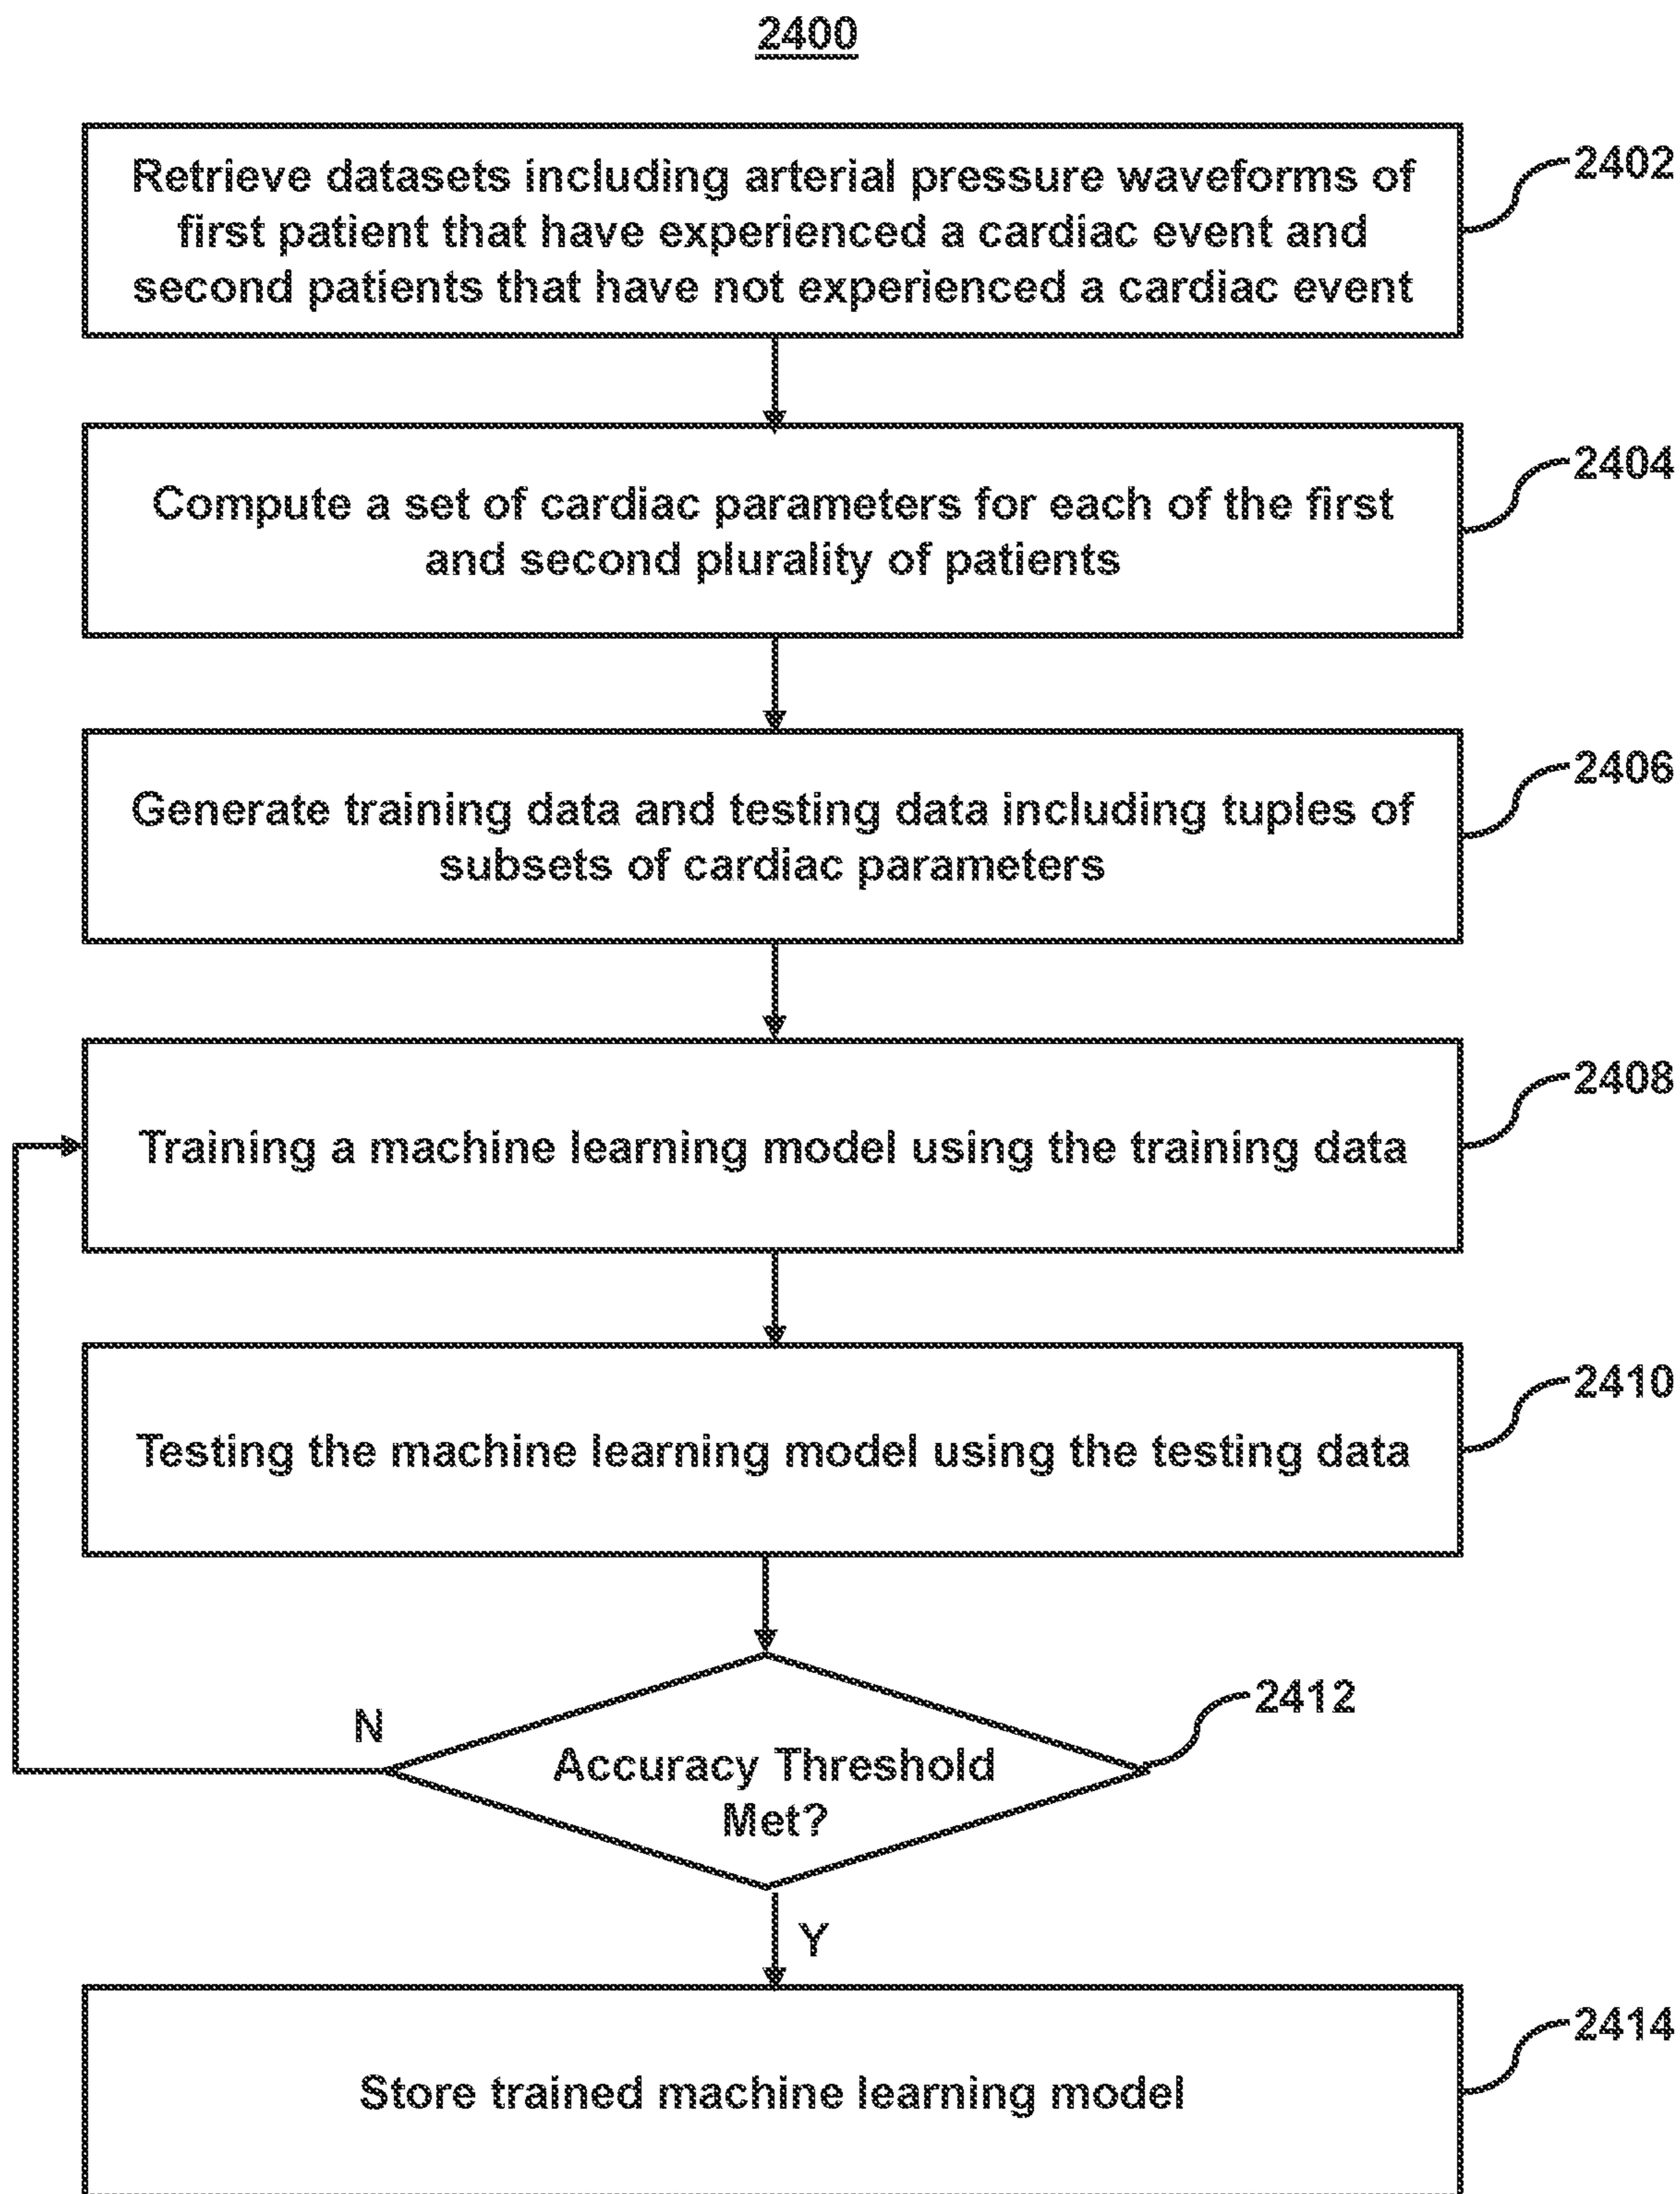 2400
Retrieve datasets including arterial pressure waveforms of
first patient that have experienced a cardiac event and
second patients that have not experienced a cardiac event
2402
Compute a set of cardiac parameters for each of the first
and second plurality of patients
2404
Generate training data and testing data including tuples of
subsets of cardiac parameters
2406
Training a machine learning model using the training data
2408
Testing the machine learning model using the testing data
2410
Accuracy Threshold
Met?
2412
N
Y
Store trained machine learning model
2414